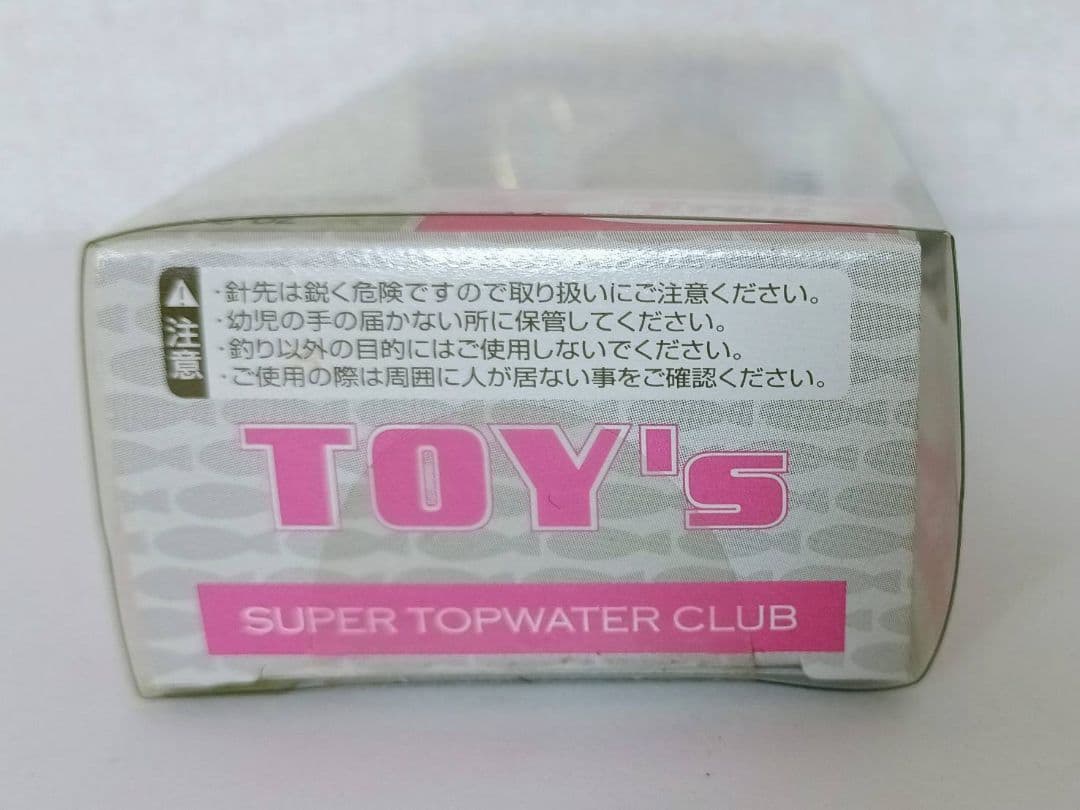 注意
・針先は鋭く危険ですので取り扱いにご注意ください。
・幼児の手の届かない所に保管してください。
・釣り以外の目的にはご使用しないでください。
・ご使用の際は周囲に人が居ない事をご確認ください。
TOY's
SUPER TOPWATER CLUB